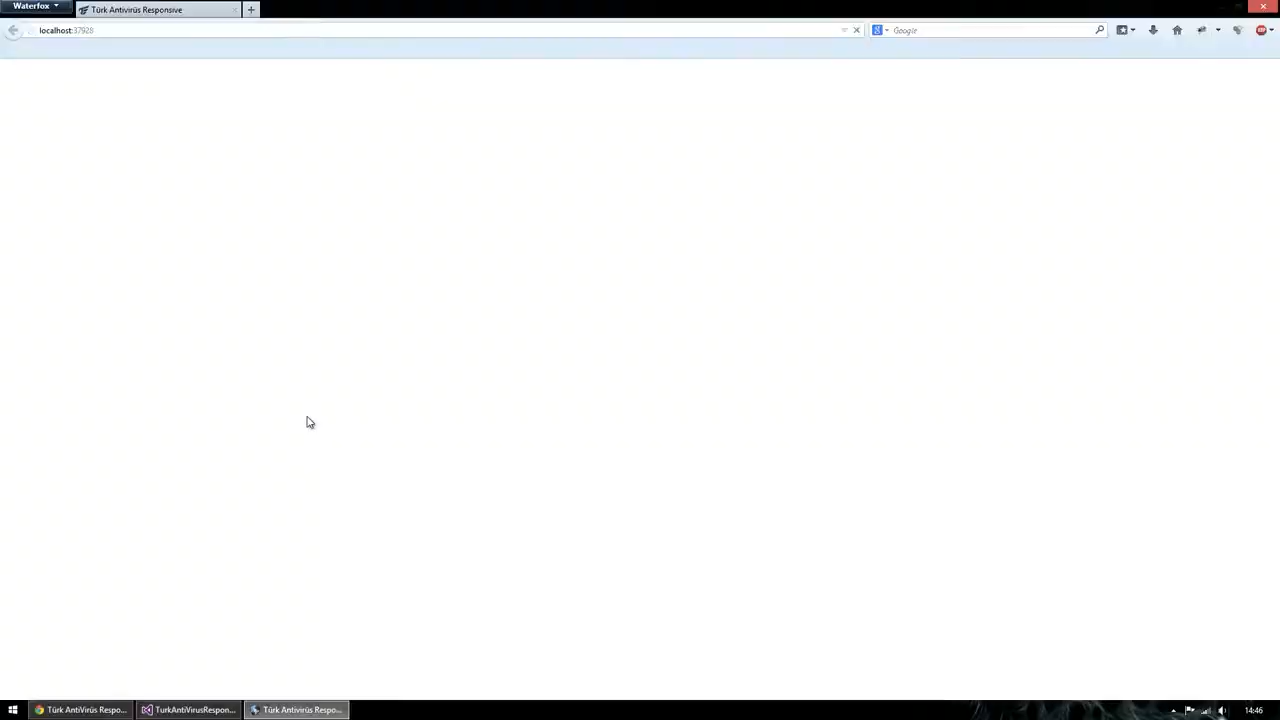 Waterfox
Türk Antivirüs Responsive
localhost:37928
Google
Türk AntiVirüs Respo...
TurkAntiVirusRespon...
Türk Antivirüs Respo...
14:46